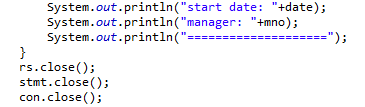 System.out.println("start date: "+date);
System.out.println("manager: "+mno);
System.out.println("====================");
}
rs.close();
stmt.close();
con.close();